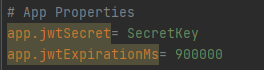 # App Properties
app.jwtSecret= SecretKey
app.jwtExpirationMs= 900000